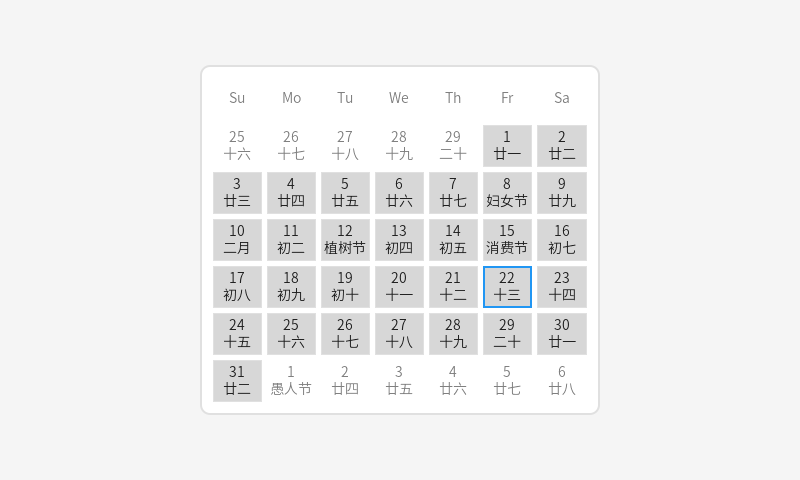 Su Mo Tu We Th Fr Sa
25 26 27 28 29 1 2
十六 十七 十八 十九 二十 廿一 廿二
3 4 5 6 7 8 9
廿三 廿四 廿五 廿六 廿七 妇女节 廿九
10 11 12 13 14 15 16
二月 初二 植树节 初四 初五 消费节 初七
17 18 19 20 21 22 23
初八 初九 初十 十一 十二 十三 十四
24 25 26 27 28 29 30
十五 十六 十七 十八 十九 二十 廿一
31 1 2 3 4 5 6
廿二 愚人节 廿四 廿五 廿六 廿七 廿八